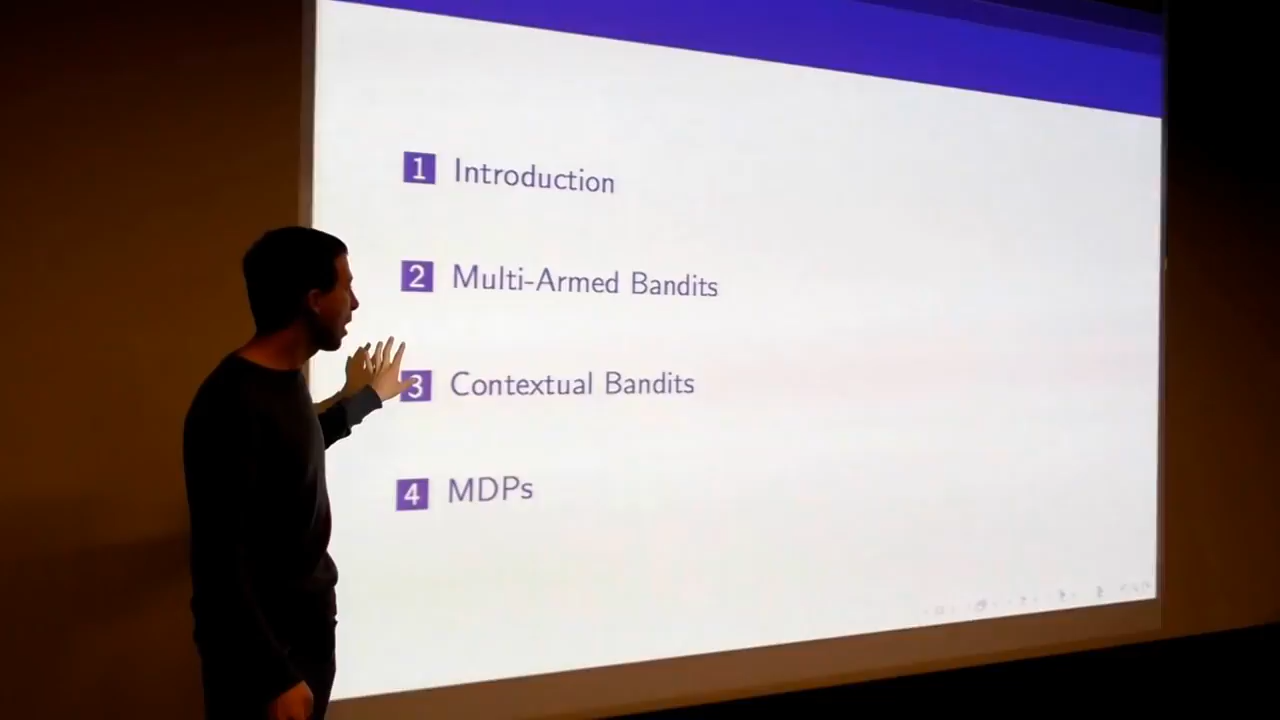 1 Introduction
2 Multi-Armed Bandits
3 Contextual Bandits
4 MDPs